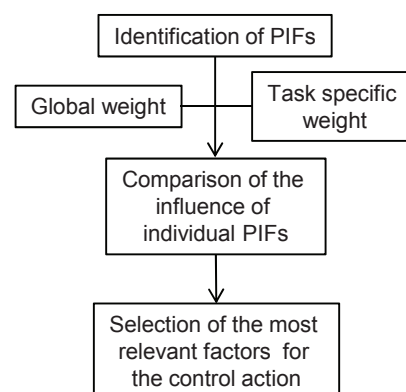 Identification of PIFs
Global weight
Task specific
weight
Comparison of the
influence of
individual PIFs
Selection of the most
relevant factors for
the control action